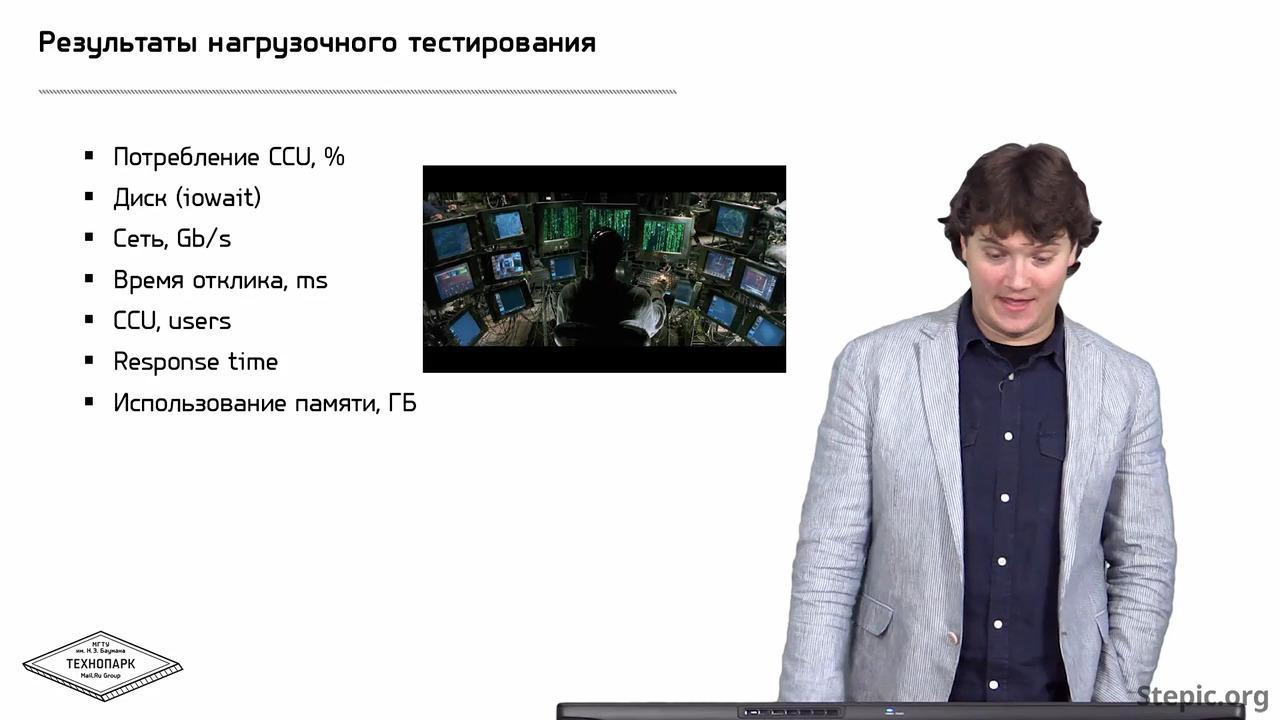 Результаты нагрузочного тестирования
Потребление CCU, %
Диск (iowait)
Сеть, Gb/s
Время отклика, ms
CCU, users
Response time
Использование памяти, ГБ
МГТУ
им. Н.Э. Баумана
ТЕХНОПАРК
Mail.Ru Group
Stepic.org